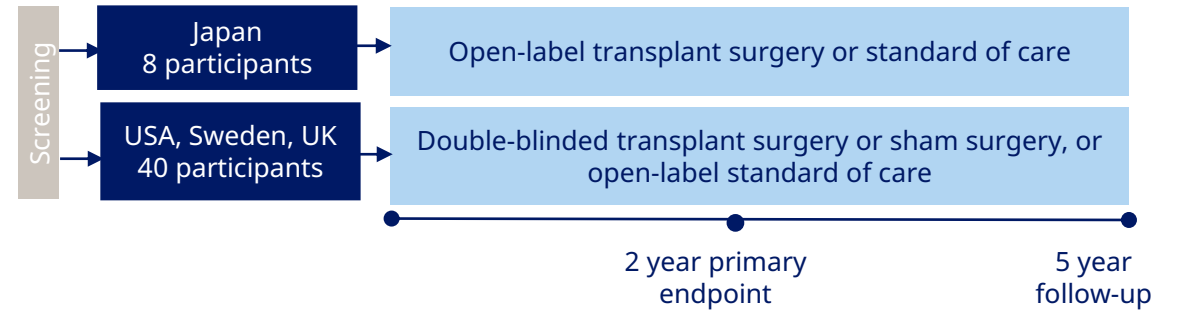 Screening
Japan
8 participants
Open-label transplant surgery or standard of care
USA, Sweden, UK
40 participants
Double-blinded transplant surgery or sham surgery, or
open-label standard of care
2 year primary
endpoint
5 year
follow-up